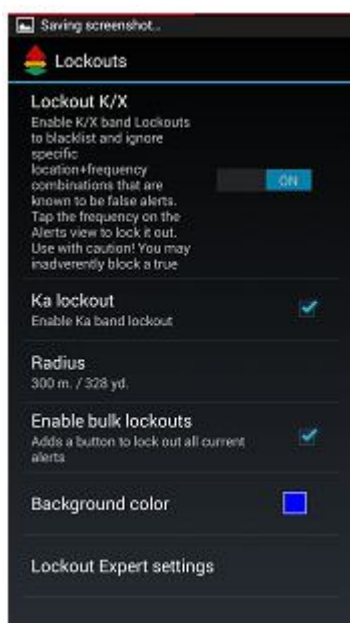 Saving screenshot...
Lockouts
Lockout K/X
Enable K/X band Lockouts
to blacklist and ignore
specific
location+frequency
combinations that are
known to be false alerts.
Tap the frequency on the
Alerts view to lock it out.
Use with caution! You may
inadverently block a true
ON
Ka lockout
Enable Ka band lockout
Radius
300 m. / 328 yd.
Enable bulk lockouts
Adds a button to lock out all current
alerts
Background color
Lockout Expert settings